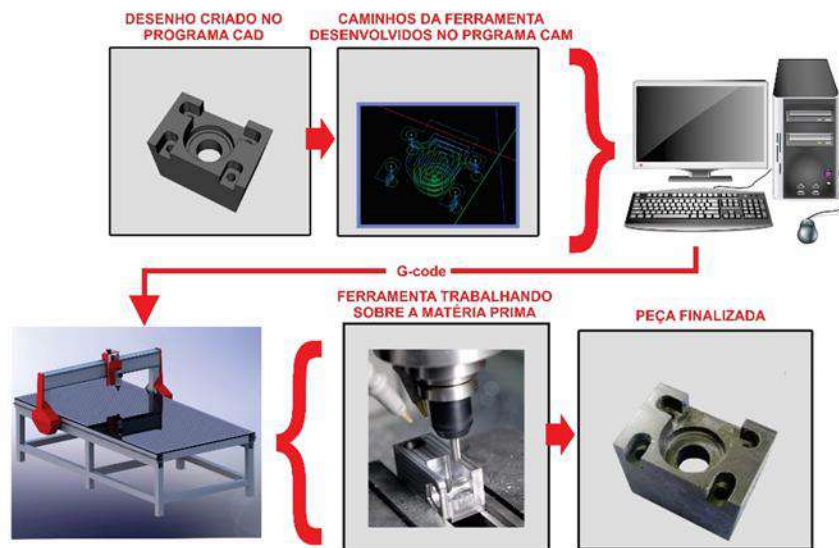 DESENHO CRIADO NO
PROGRAMA CAD
CAMINHOS DA FERRAMENTA
DESENVOLVIDOS NO PRGRAMA CAM
G-code
FERRAMENTA TRABALHANDO
SOBRE A MATÉRIA PRIMA
PEÇA FINALIZADA